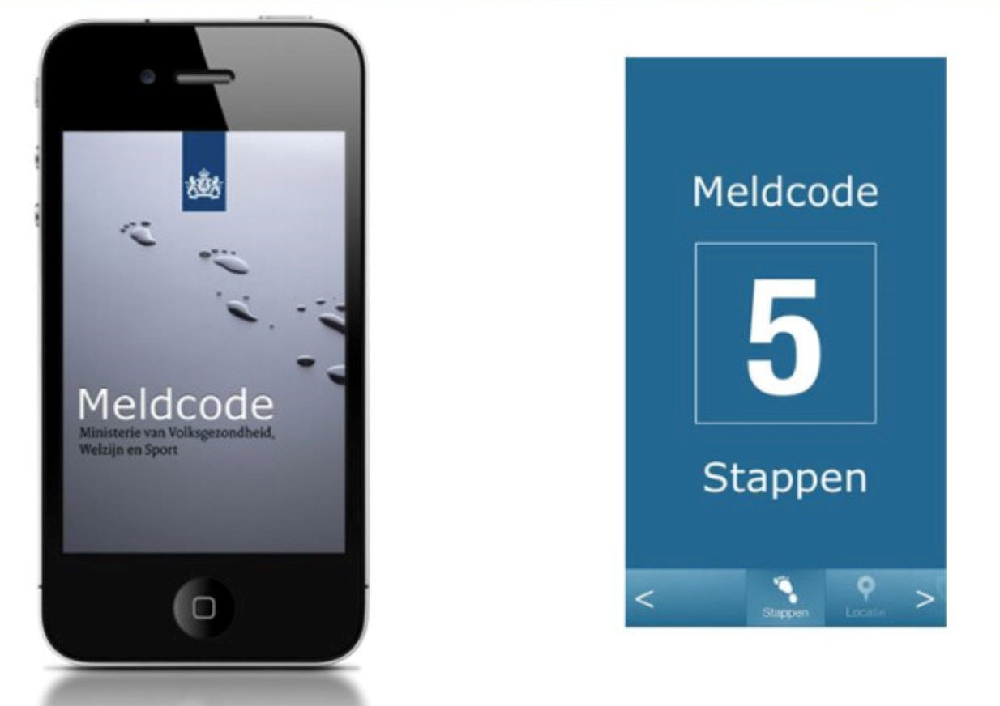 Meldcode
Ministerie van Volksgezondheid,
Welzijn en Sport
Meldcode
5
Stappen
<
Stappen
Locatie
>